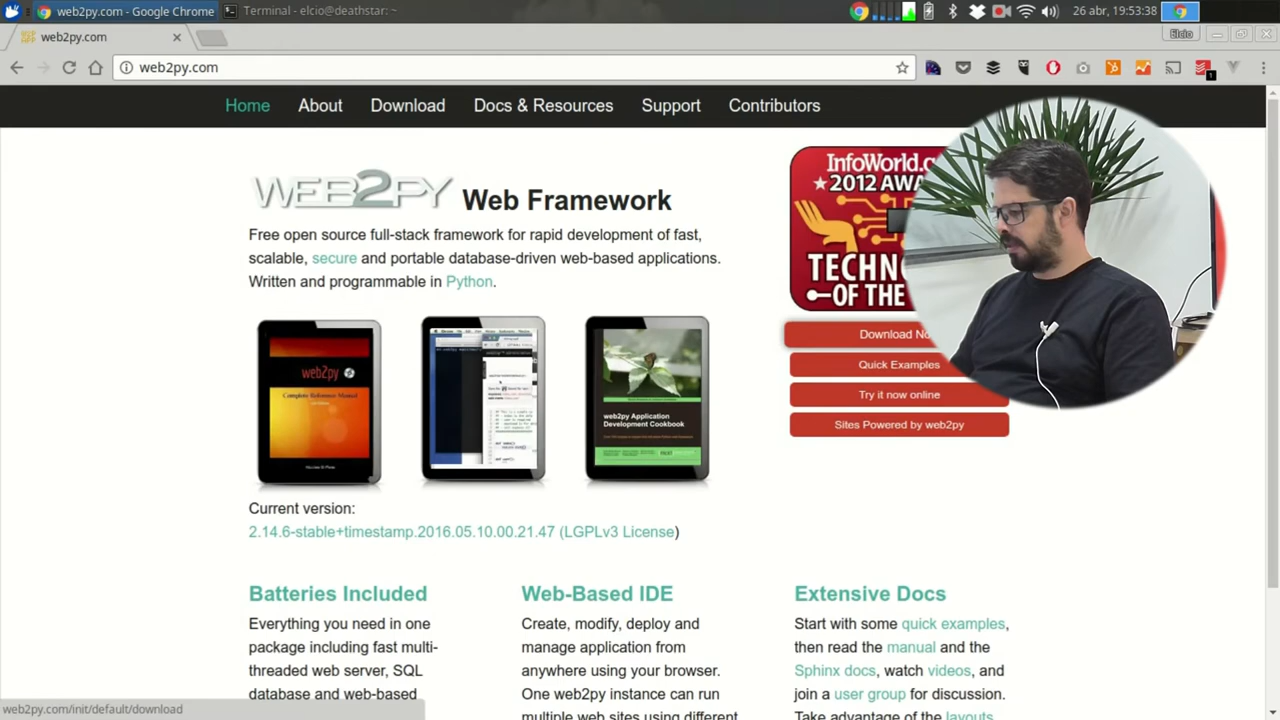 web2py.com - Google Chrome
Terminal - elcio@deathstar: ~
26 abr, 19:53:38
web2py.com
Elcio
web2py.com
1
Home About Download Docs & Resources Support Contributors
WEB2PY Web Framework
Free open source full-stack framework for rapid development of fast,
scalable, secure and portable database-driven web-based applications.
Written and programmable in Python.
InfoWorld.
2012
OF THE
Download
Quick Examples
Try it now online
Sites Powered by web2py
web2py
Complete Reference Manual
web2py Application
Development Cookbook
Current version:
2.14.6-stable+timestamp.2016.05.10.00.21.47 (LGPLv3 License)
Batteries Included
Everything you need in one
package including fast multi-
threaded web server, SQL
database and web-based
Web-Based IDE
Create, modify, deploy and
manage application from
anywhere using your browser.
One web2py instance can run
multiple web sites using different
Extensive Docs
Start with some quick examples,
then read the manual and the
Sphinx docs, watch videos, and
join a user group for discussion.
Take advantage of the layouts,
web2py.com/init/default/download